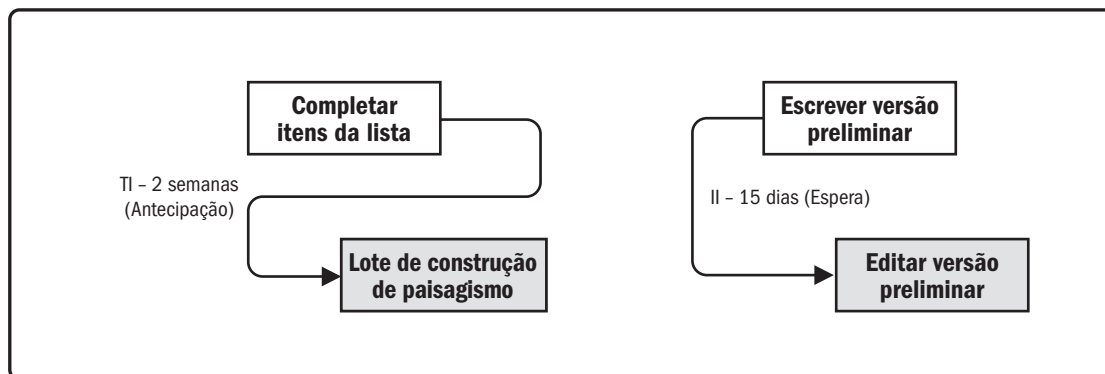 Completar
itens da lista
TI – 2 semanas
(Antecipação)
Lote de construção
de paisagismo
Escrever versão
preliminar
II – 15 dias (Espera)
Editar versão
preliminar